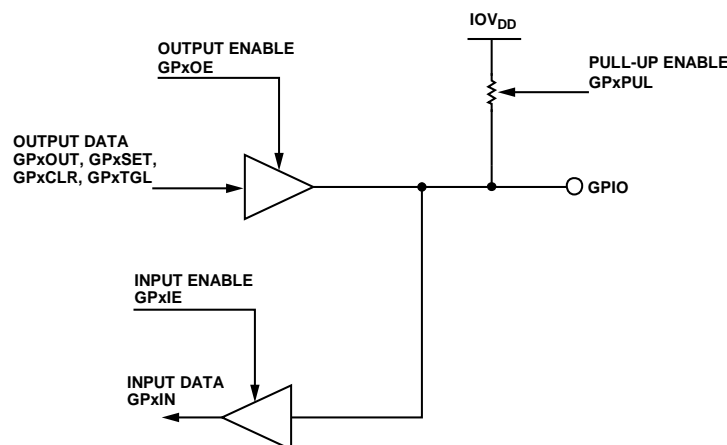 IOVDD
OUTPUT ENABLE
GPxOE
PULL-UP ENABLE
GPxPUL
OUTPUT DATA
GPxOUT, GPxSET,
GPxCLR, GPxTGL
GPIO
INPUT ENABLE
GPxIE
INPUT DATA
GPxIN